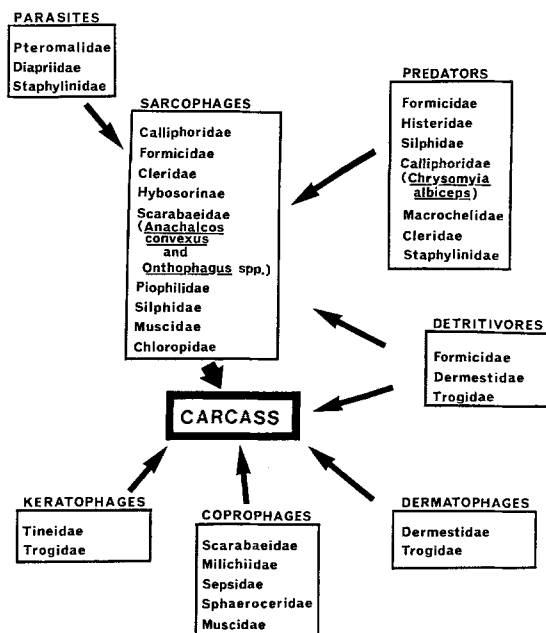 PARASITES
Pteromalidae
Diapriidae
Staphylinidae
SARCOPHAGES
Calliphoridae
Formicidae
Cleridae
Hybosorinae
Scarabaeidae
(Anachalcos
convexus
and
Onthophagus spp.)
Piophilidae
Silphidae
Muscidae
Chloropidae
PREDATORS
Formicidae
Histeridae
Silphidae
Calliphoridae
(Chrysomyia
albiceps)
Macrochelidae
Cleridae
Staphylinidae
DETRITIVORES
Formicidae
Dermestidae
Trogidae
CARCASS
KERATOPHAGES
Tineidae
Trogidae
COPROPHAGES
Scarabaeidae
Milichiidae
Sepsidae
Sphaeroceridae
Muscidae
DERMATOPHAGES
Dermestidae
Trogidae